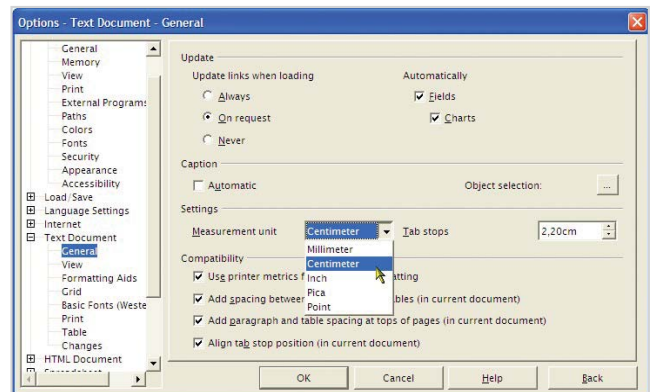 Options - Text Document - General
General
Memory
View
Print
External Programs
Paths
Colors
Fonts
Security
Appearance
Accessibility
Load/Save
Language Settings
Internet
Text Document
General
View
Formatting Aids
Grid
Basic Fonts (Weste
Print
Table
Changes
HTML Document
Update
Update links when loading
Automatically
Always
Fields
On request
Charts
Never
Caption
Automatic
Object selection:
...
Settings
Measurement unit
Centimeter
Tab stops
2,20cm
Millimeter
Centimeter
Inch
Pica
Point
Compatibility
Use printer metrics
Add spacing between
(in current document)
Add paragraph and table spacing at tops of pages (in current document)
Align tab stop position (in current document)
OK
Cancel
Help
Back